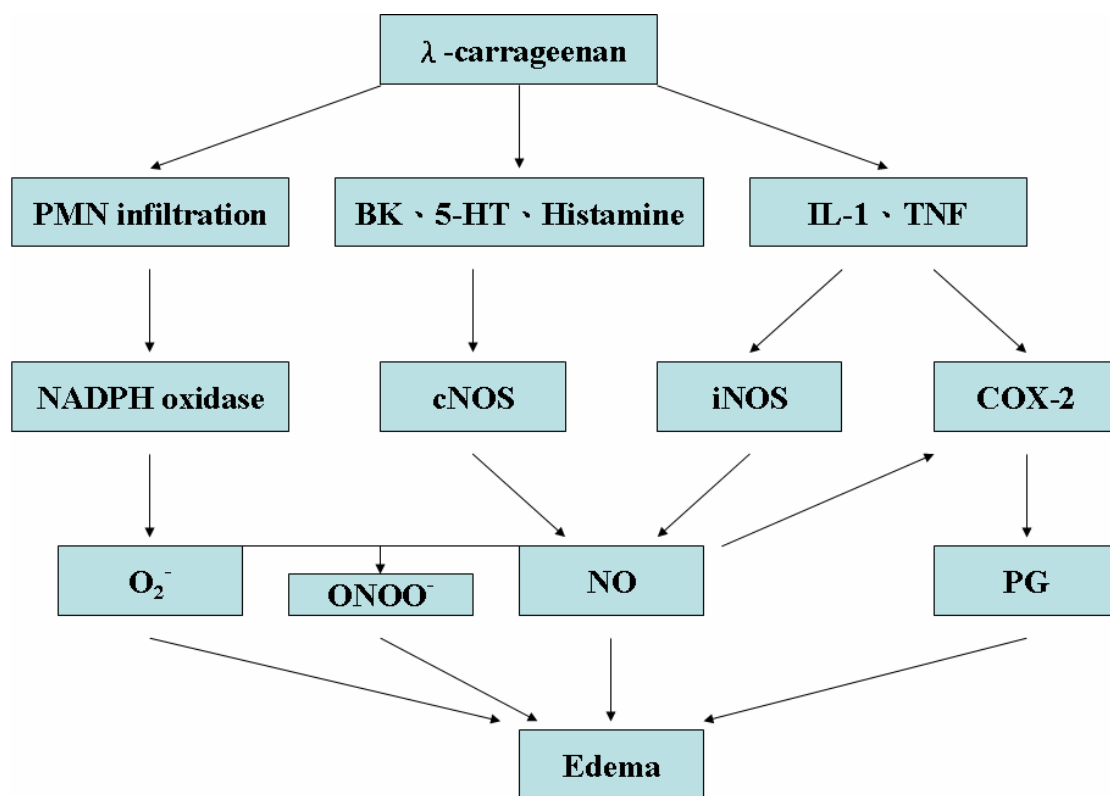 λ-carrageenan
PMN infiltration
BK、5-HT、Histamine
IL-1、TNF
NADPH oxidase
cNOS
iNOS
COX-2
O₂⁻
ONOO⁻
NO
PG
Edema